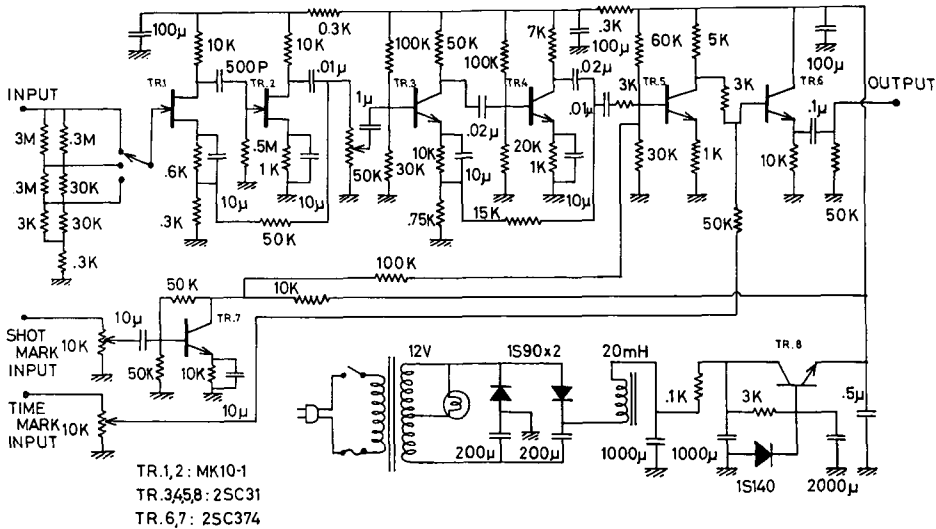 0.3K
.3K
100μ
10K
10K
100K
50K
7K
100μ
60K
5K
100μ
500P
.01μ
100K
.02μ
TR.1
TR.2
TR.3
TR.4
TR.5
TR.6
INPUT
OUTPUT
1μ
.01μ
3K
3K
.1μ
3M
.3M
.02μ
.6K
.5M
1K
50K
30K
10K
20K
1K
30K
1K
10K
3M
30K
10μ
10μ
10μ
10μ
3K
30K
.3K
50K
.75K
15K
50K
50K
.3K
100K
50K
10K
SHOT
MARK
INPUT
10K
10μ
TR.7
50K
10K
12V
1S90x2
20mH
TR.8
.1K
3K
.5μ
TIME
MARK
INPUT
10K
10μ
200μ
200μ
1000μ
1000μ
1S140
2000μ
TR.1,2 : MK10-1
TR.3,4,5,8 : 2SC31
TR.6,7 : 2SC374